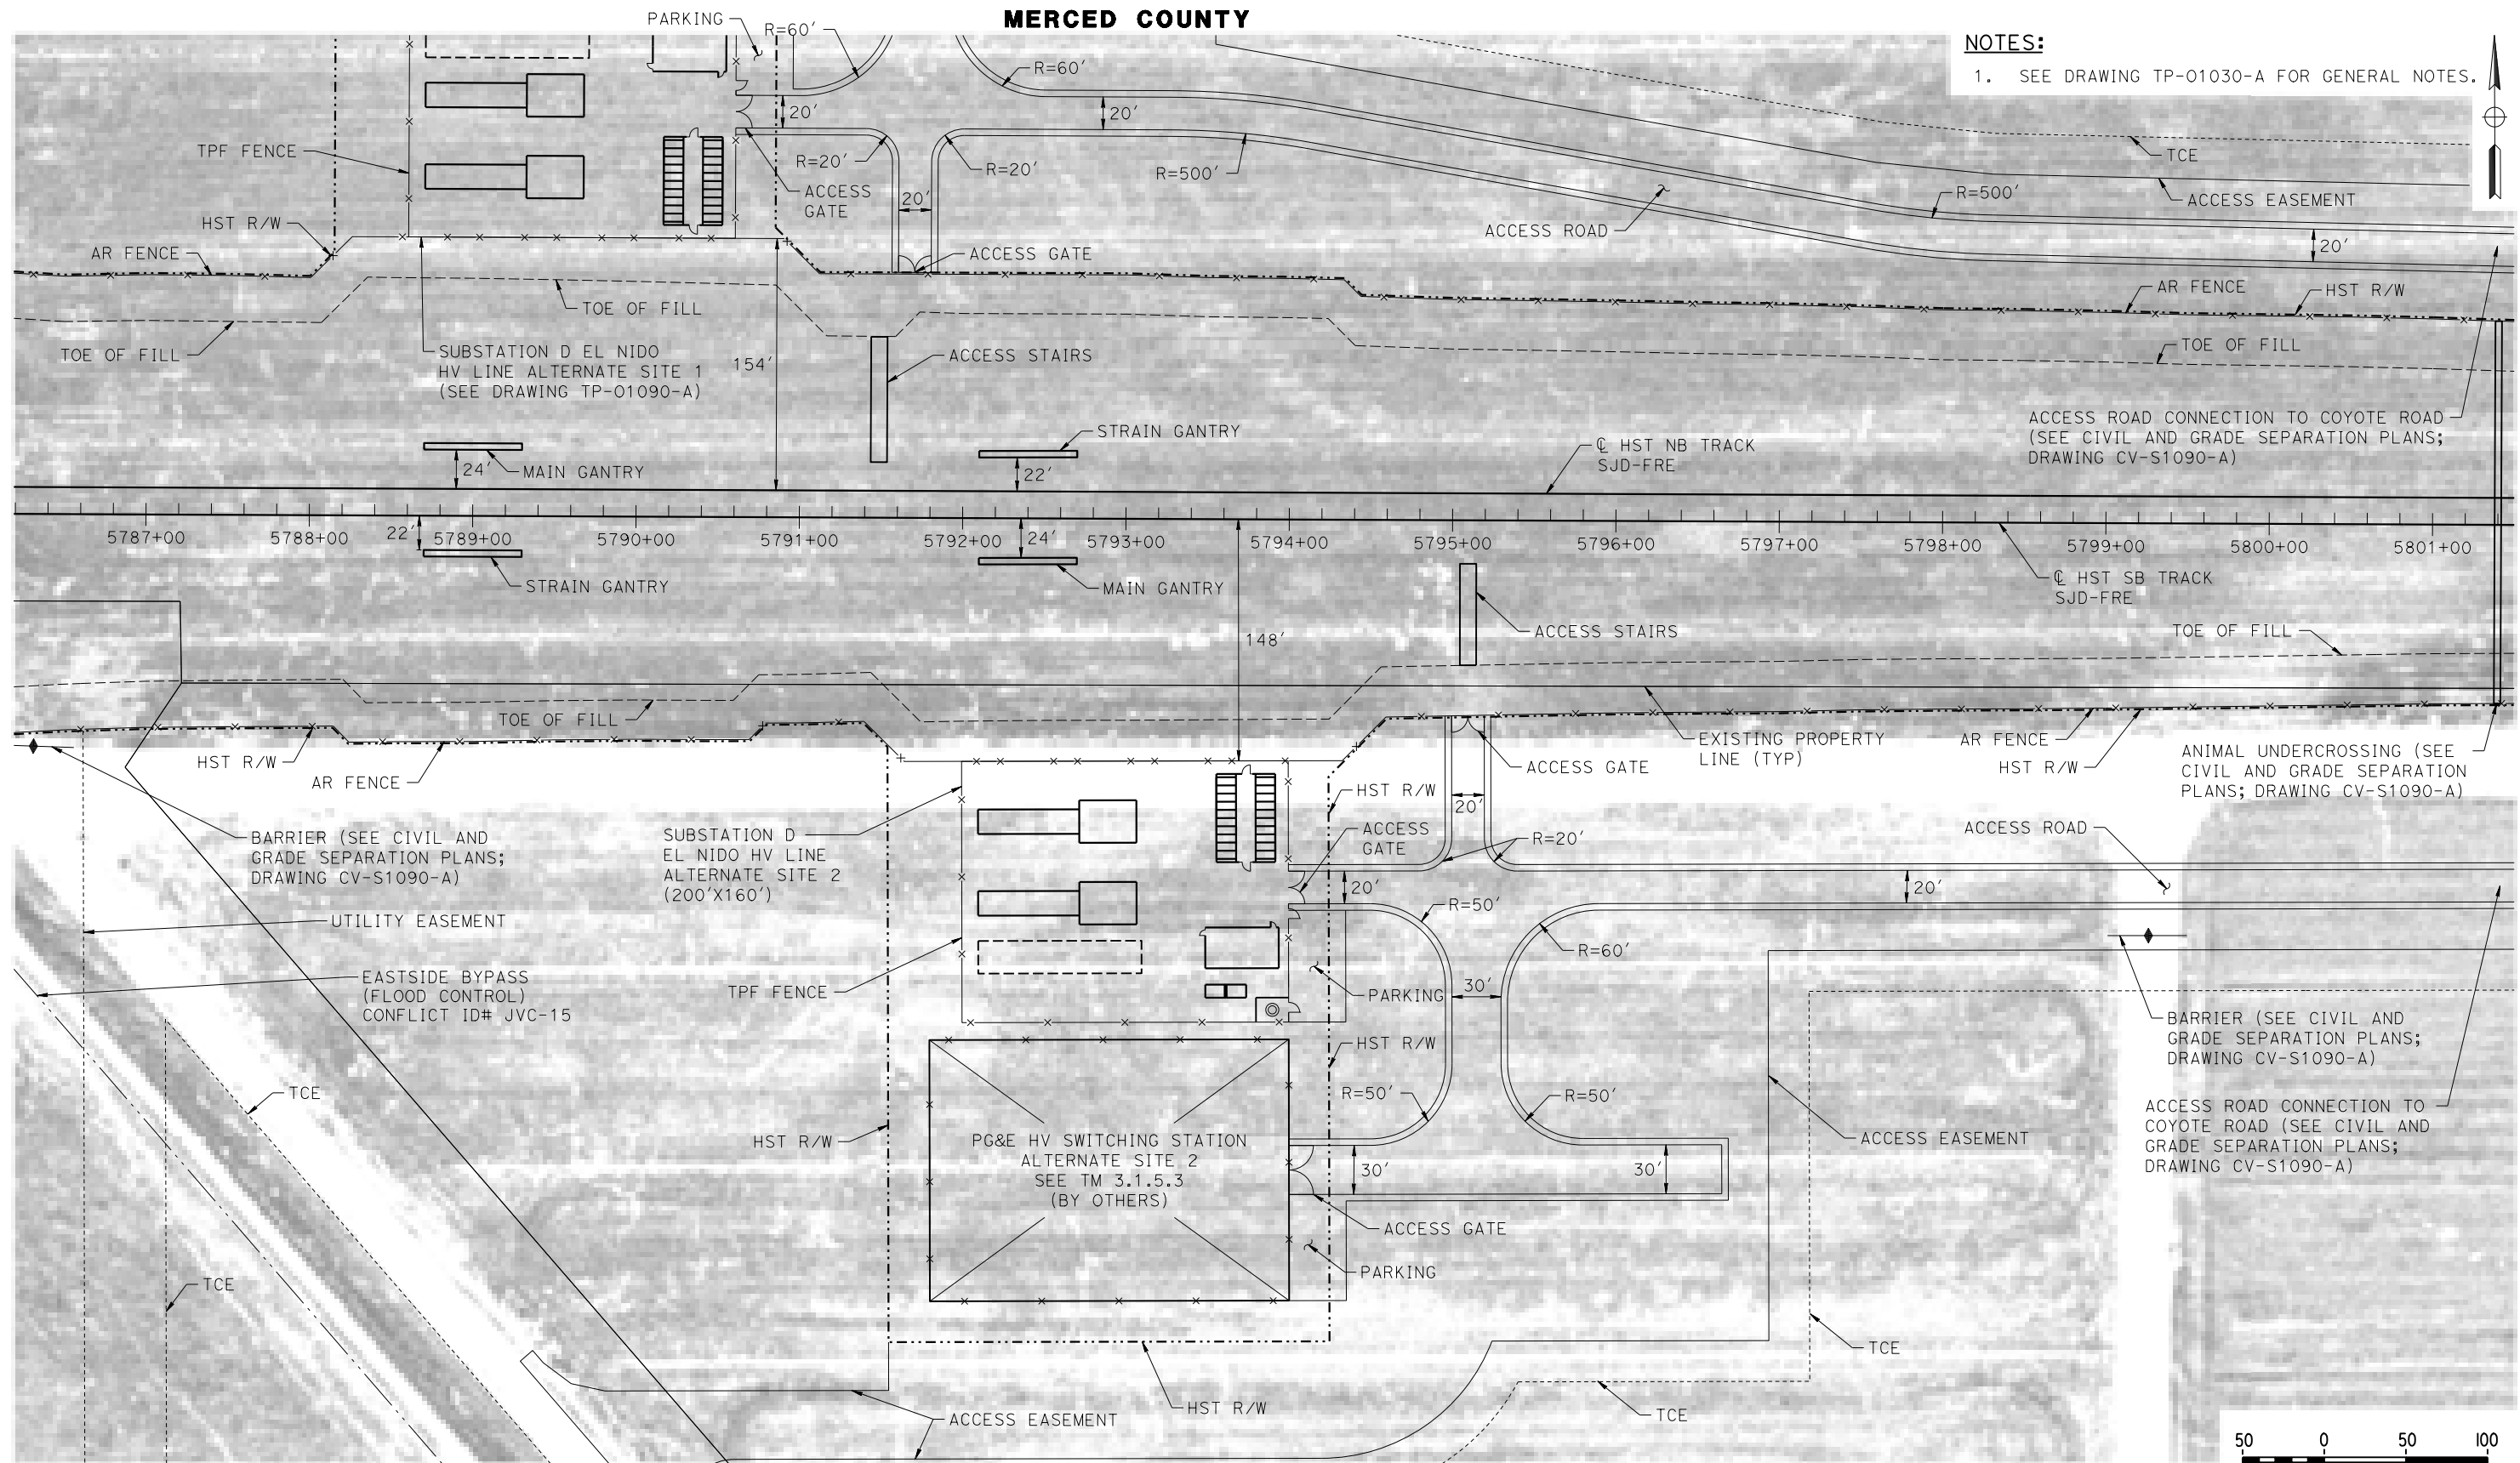 MERCED COUNTY
NOTES:
1. SEE DRAWING TP-O1030-A FOR GENERAL NOTES.
PARKING
R=60'
R=60'
20'
20'
TPF FENCE
R=20'
R=20'
R=500'
TCE
ACCESS
GATE
20'
R=500'
ACCESS EASEMENT
HST R/W
ACCESS ROAD
AR FENCE
ACCESS GATE
20'
TOE OF FILL
AR FENCE
HST R/W
TOE OF FILL
SUBSTATION D EL NIDO
HV LINE ALTERNATE SITE 1
(SEE DRAWING TP-O1090-A)
154'
ACCESS STAIRS
TOE OF FILL
ACCESS ROAD CONNECTION TO COYOTE ROAD
(SEE CIVIL AND GRADE SEPARATION PLANS;
DRAWING CV-S1090-A)
STRAIN GANTRY
24'
MAIN GANTRY
22'
℄ HST NB TRACK
SJD-FRE
5787+00
5788+00
22'
5789+00
5790+00
5791+00
5792+00
24'
5793+00
5794+00
5795+00
5796+00
5797+00
5798+00
5799+00
5800+00
5801+00
STRAIN GANTRY
MAIN GANTRY
℄ HST SB TRACK
SJD-FRE
148'
ACCESS STAIRS
TOE OF FILL
TOE OF FILL
HST R/W
AR FENCE
EXISTING PROPERTY
LINE (TYP)
ACCESS GATE
AR FENCE
HST R/W
ANIMAL UNDERCROSSING (SEE
CIVIL AND GRADE SEPARATION
PLANS; DRAWING CV-S1090-A)
HST R/W
20'
BARRIER (SEE CIVIL AND
GRADE SEPARATION PLANS;
DRAWING CV-S1090-A)
SUBSTATION D
EL NIDO HV LINE
ALTERNATE SITE 2
(200'X160')
ACCESS
GATE
R=20'
ACCESS ROAD
20'
20'
UTILITY EASEMENT
R=50'
R=60'
EASTSIDE BYPASS
(FLOOD CONTROL)
CONFLICT ID# JVC-15
TPF FENCE
PARKING
30'
BARRIER (SEE CIVIL AND
GRADE SEPARATION PLANS;
DRAWING CV-S1090-A)
HST R/W
TCE
R=50'
R=50'
ACCESS ROAD CONNECTION TO
COYOTE ROAD (SEE CIVIL AND
GRADE SEPARATION PLANS;
DRAWING CV-S1090-A)
HST R/W
PG&E HV SWITCHING STATION
ALTERNATE SITE 2
SEE TM 3.1.5.3
(BY OTHERS)
ACCESS EASEMENT
30'
30'
ACCESS GATE
PARKING
TCE
TCE
HST R/W
ACCESS EASEMENT
TCE
50 0 50 100